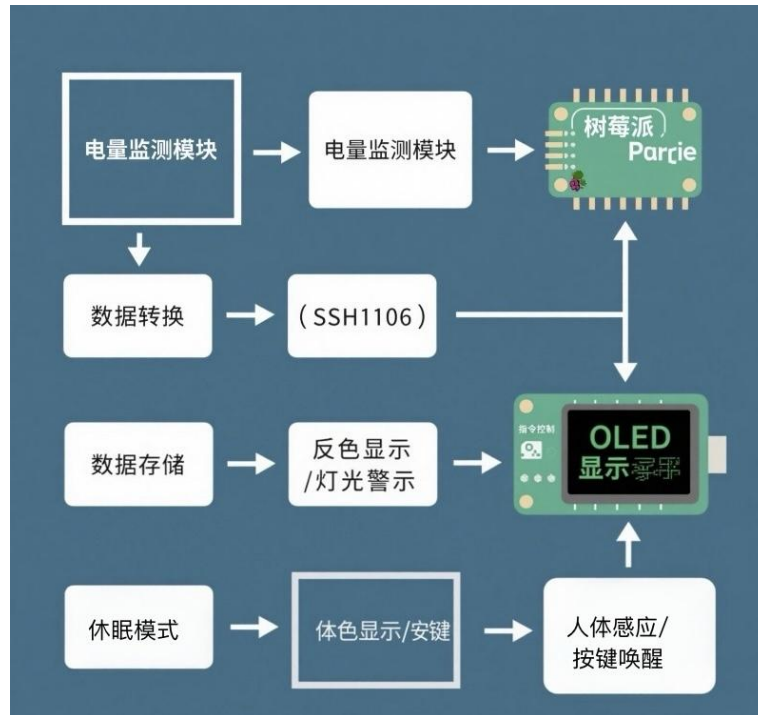 电量监测模块
电量监测模块
树莓派
Parcie
数据转换
（SSH1106）
指令控制
OLED
显示
数据存储
反色显示
/灯光警示
休眠模式
体色显示/安键
人体感应/
按键唤醒